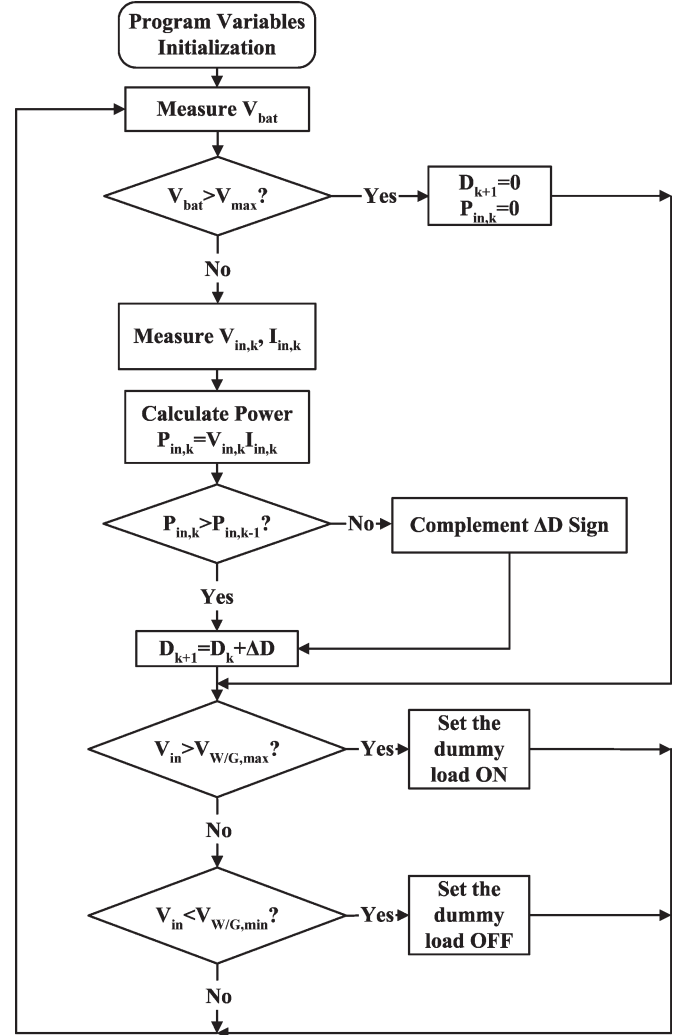 Program Variables
Initialization
Measure V_bat
V_bat>V_max?
Yes
D_k+1=0
P_in,k=0
No
Measure V_in,k, I_in,k
Calculate Power
P_in,k=V_in,kI_in,k
P_in,k>P_in,k-1?
No
Complement ΔD Sign
Yes
D_k+1=D_k+ΔD
V_in>V_W/G,max?
Yes
Set the
dummy
load ON
No
V_in<V_W/G,min?
Yes
Set the
dummy
load OFF
No